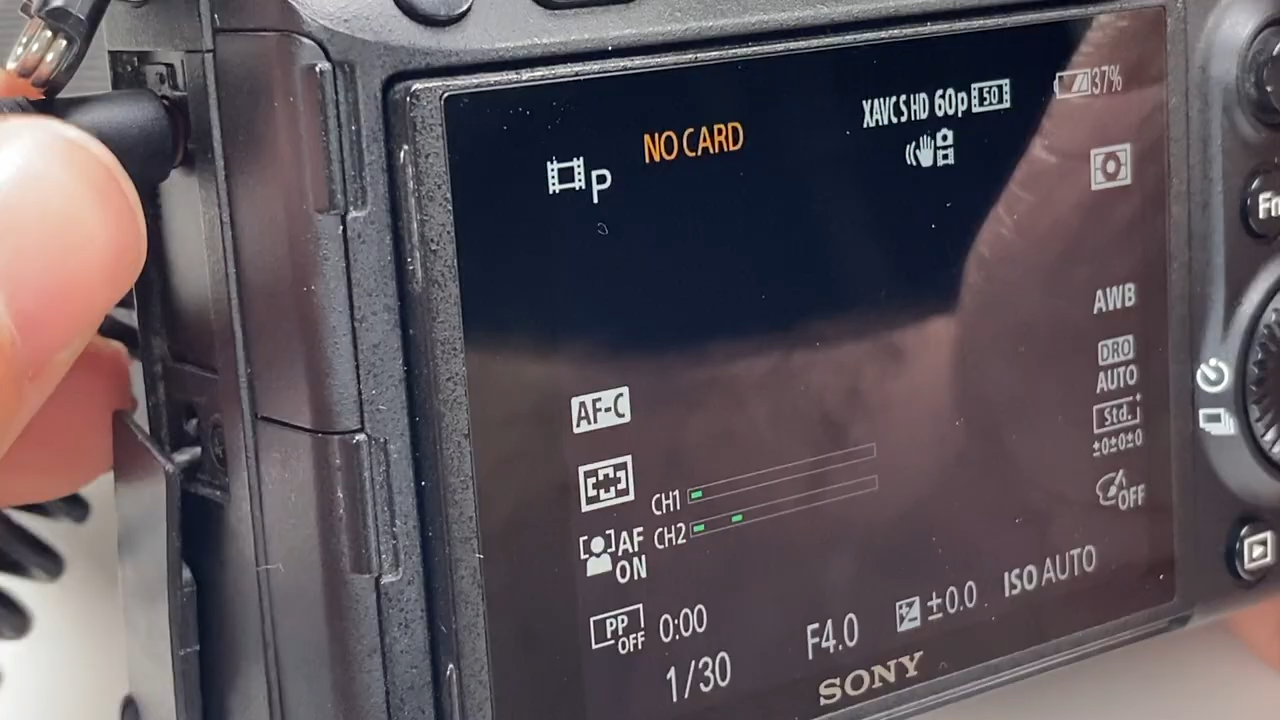 NO CARD
XAVC S HD 60p 50
37%
P
AWB
DRO
AUTO
Std.
±0±0±0
OFF
AF-C
CH1
CH2
AF
ON
PP
OFF
0:00
1/30
F4.0
±0.0
ISO AUTO
SONY
Fn